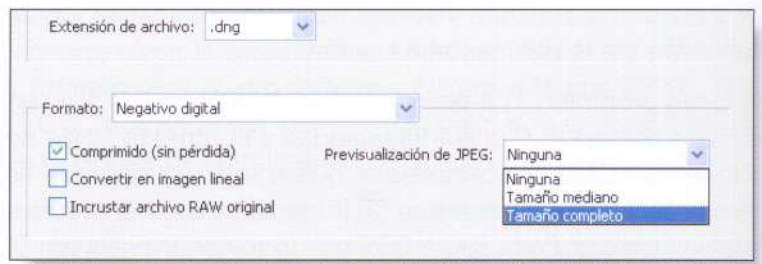 Extensión de archivo: .dng
Formato: Negativo digital
Comprimido (sin pérdida)
Previsualización de JPEG: Ninguna
Convertir en imagen lineal
Ninguna
Tamaño mediano
Incrustar archivo RAW original
Tamaño completo